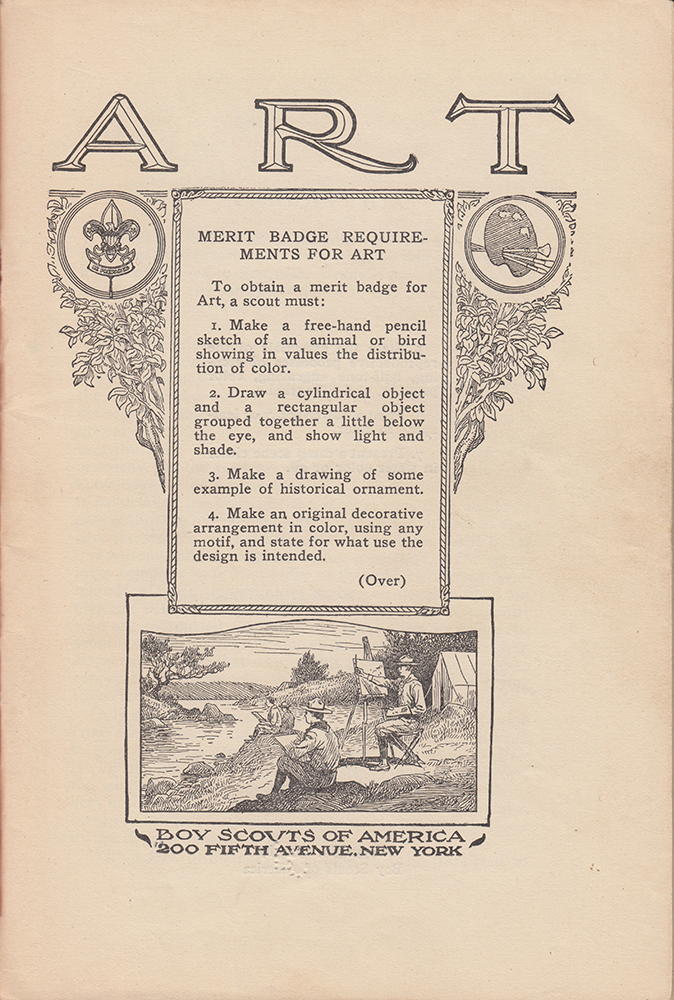 ART
MERIT BADGE REQUIRE-
MENTS FOR ART
To obtain a merit badge for
Art, a scout must:
1. Make a free-hand pencil
sketch of an animal or bird
showing in values the distribu-
tion of color.
2. Draw a cylindrical object
and a rectangular object
grouped together a little below
the eye, and show light and
shade.
3. Make a drawing of some
example of historical ornament.
4. Make an original decorative
arrangement in color, using any
motif, and state for what use the
design is intended.
(Over)
BOY SCOUTS OF AMERICA
200 FIFTH AVENUE, NEW YORK